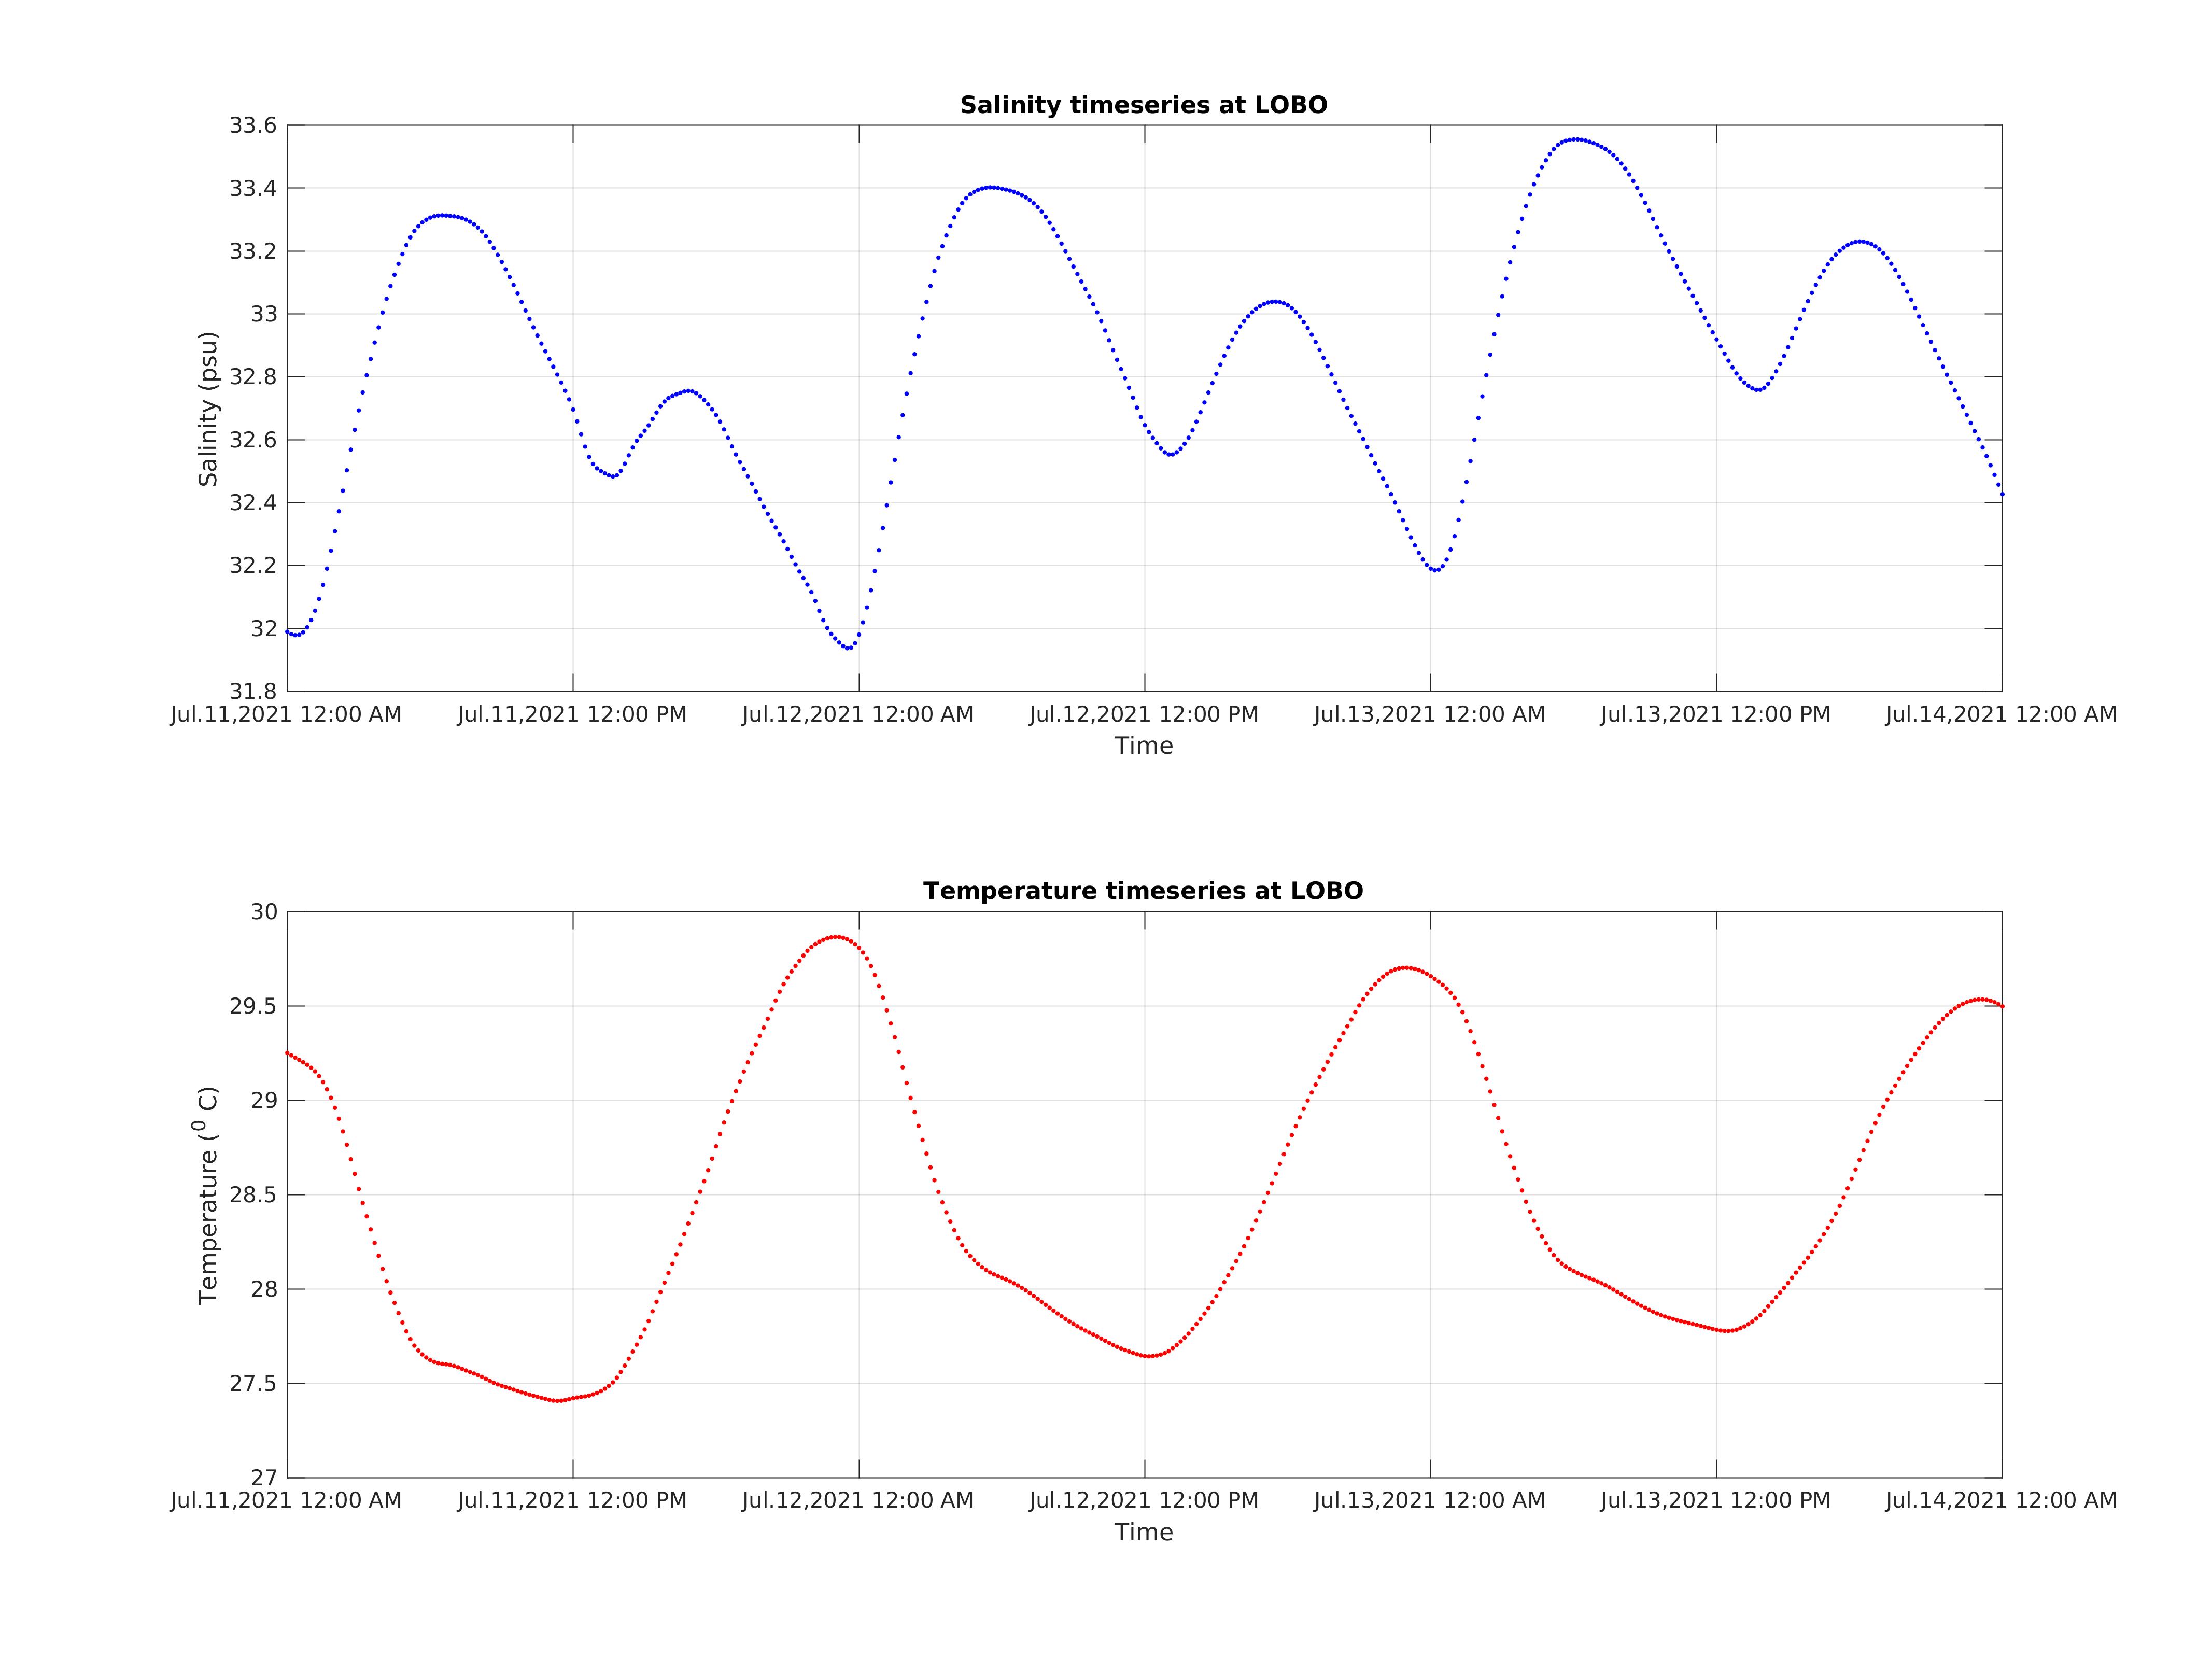 Salinity timeseries at LOBO
33.6
33.4
33.2
33
32.8
32.6
32.4
32.2
32
31.8
Salinity (psu)
Jul.11,2021 12:00 AM Jul.11,2021 12:00 PM Jul.12,2021 12:00 AM Jul.12,2021 12:00 PM Jul.13,2021 12:00 AM Jul.13,2021 12:00 PM Jul.14,2021 12:00 AM
Time
Temperature timeseries at LOBO
30
29.5
29
28.5
28
27.5
27
Temperature (⁰ C)
Jul.11,2021 12:00 AM Jul.11,2021 12:00 PM Jul.12,2021 12:00 AM Jul.12,2021 12:00 PM Jul.13,2021 12:00 AM Jul.13,2021 12:00 PM Jul.14,2021 12:00 AM
Time